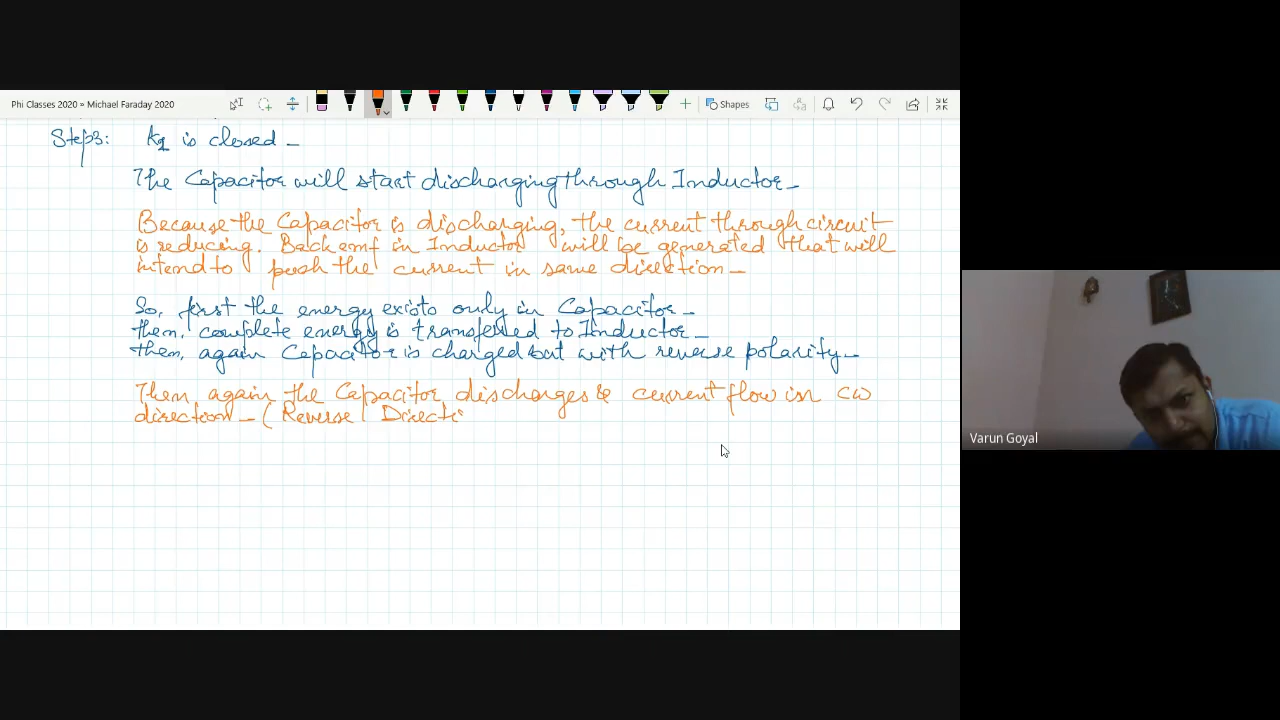 Phi Classes 2020 » Michael Faraday 2020
Shapes
Step3: K2 is closed -
The Capacitor will start discharging through Inductor -
Because the Capacitor is discharging, the current through circuit
is reducing. Back emf in Inductor will be generated that will
intend to push the current in same direction -
So, first the energy exists only in Capacitor -
then, complete energy is transferred to Inductor -
then, again Capacitor is charged but with reverse polarity -
Then again the Capacitor discharges & current flow in CW
direction - ( Reverse Directi
Varun Goyal